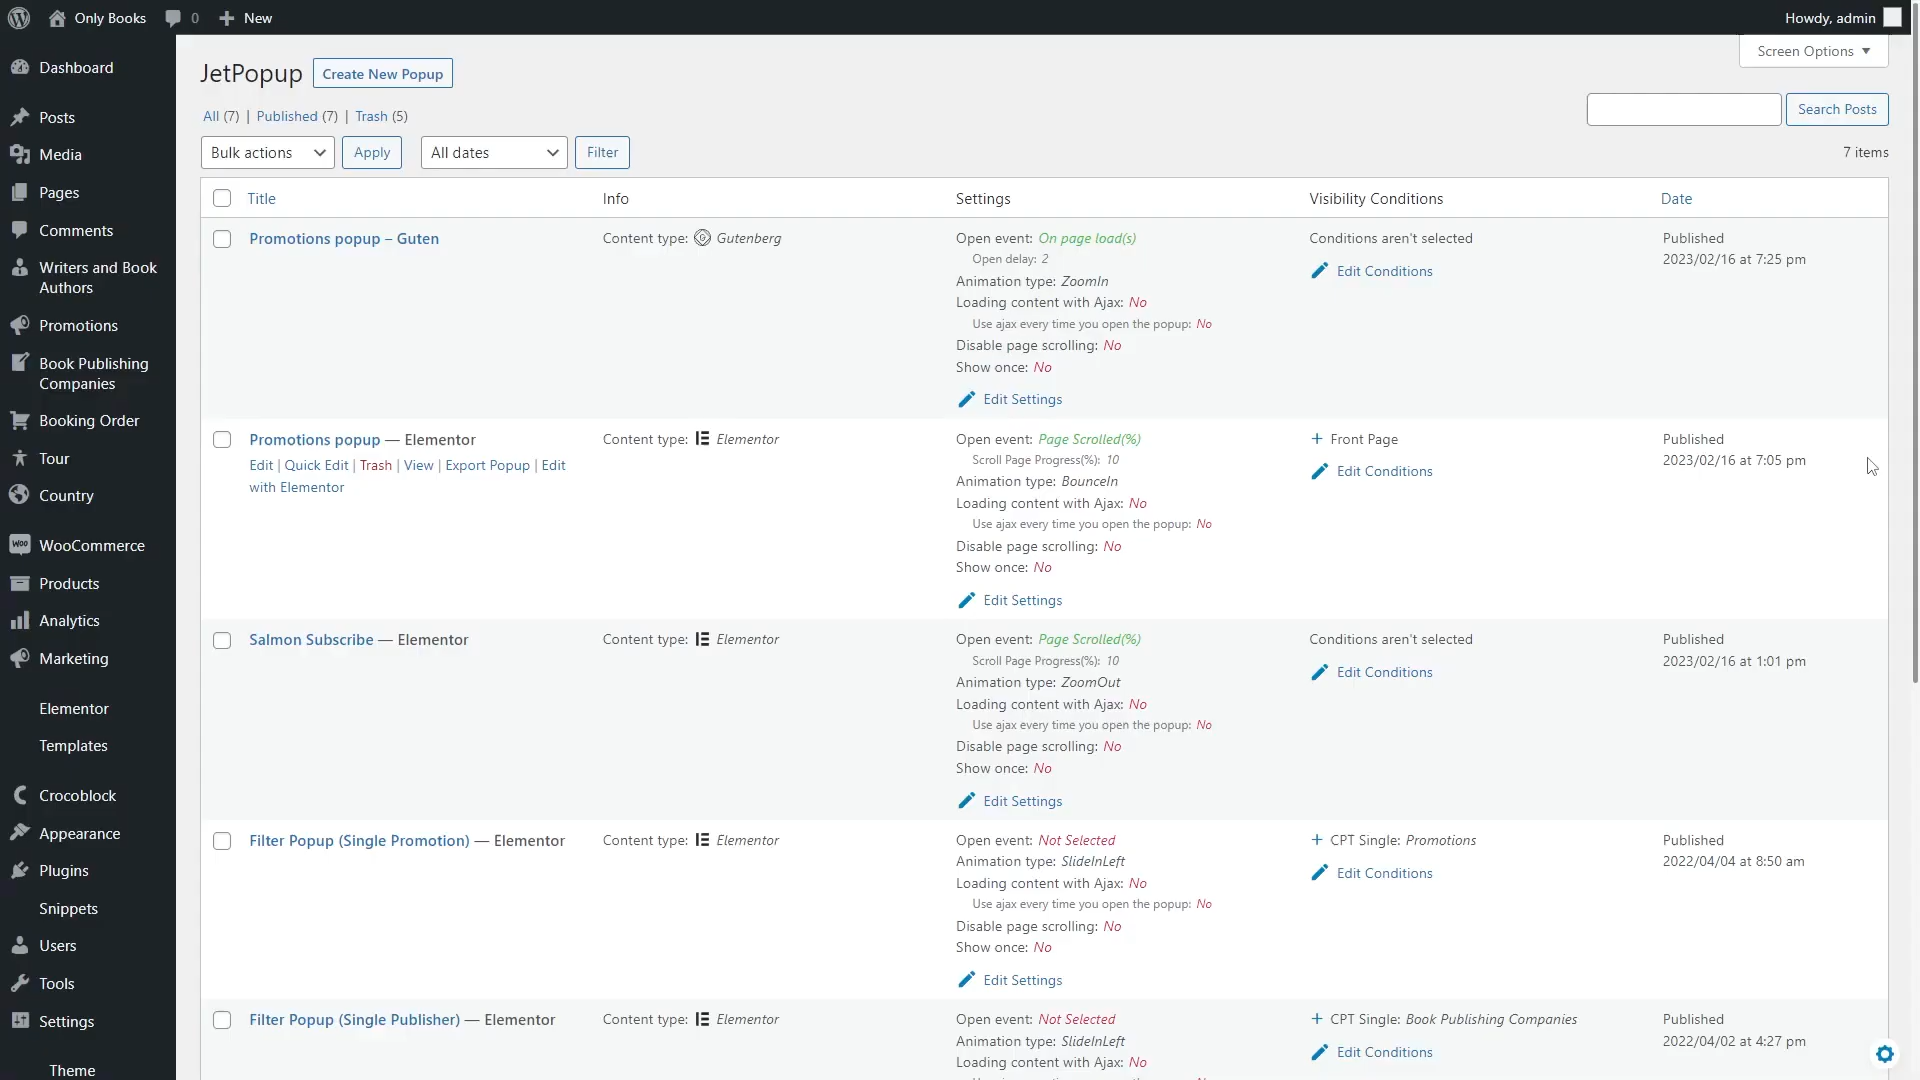 Only Books
0
New
Howdy, admin
Screen Options
Dashboard
Posts
Media
Pages
Comments
Writers and Book
Authors
Promotions
Book Publishing
Companies
Booking Order
Tour
Country
WooCommerce
Products
Analytics
Marketing
Elementor
Templates
Crocoblock
Appearance
Plugins
Snippets
Users
Tools
Settings
Theme
JetPopup
Create New Popup
All (7) | Published (7) | Trash (5)
Search Posts
Bulk actions
Apply
All dates
Filter
7 items
Title
Info
Settings
Visibility Conditions
Date
Promotions popup – Guten
Content type: Gutenberg
Open event: On page load(s)
Open delay: 2
Animation type: ZoomIn
Loading content with Ajax: No
Use ajax every time you open the popup: No
Disable page scrolling: No
Show once: No
Edit Settings
Conditions aren't selected
Edit Conditions
Published
2023/02/16 at 7:25 pm
Promotions popup — Elementor
Edit | Quick Edit | Trash | View | Export Popup | Edit
with Elementor
Content type: Elementor
Open event: Page Scrolled(%)
Scroll Page Progress(%): 10
Animation type: BounceIn
Loading content with Ajax: No
Use ajax every time you open the popup: No
Disable page scrolling: No
Show once: No
Edit Settings
+ Front Page
Edit Conditions
Published
2023/02/16 at 7:05 pm
Salmon Subscribe — Elementor
Content type: Elementor
Open event: Page Scrolled(%)
Scroll Page Progress(%): 10
Animation type: ZoomOut
Loading content with Ajax: No
Use ajax every time you open the popup: No
Disable page scrolling: No
Show once: No
Edit Settings
Conditions aren't selected
Edit Conditions
Published
2023/02/16 at 1:01 pm
Filter Popup (Single Promotion) — Elementor
Content type: Elementor
Open event: Not Selected
Animation type: SlideInLeft
Loading content with Ajax: No
Use ajax every time you open the popup: No
Disable page scrolling: No
Show once: No
Edit Settings
+ CPT Single: Promotions
Edit Conditions
Published
2022/04/04 at 8:50 am
Filter Popup (Single Publisher) — Elementor
Content type: Elementor
Open event: Not Selected
Animation type: SlideInLeft
Loading content with Ajax: No
+ CPT Single: Book Publishing Companies
Edit Conditions
Published
2022/04/02 at 4:27 pm